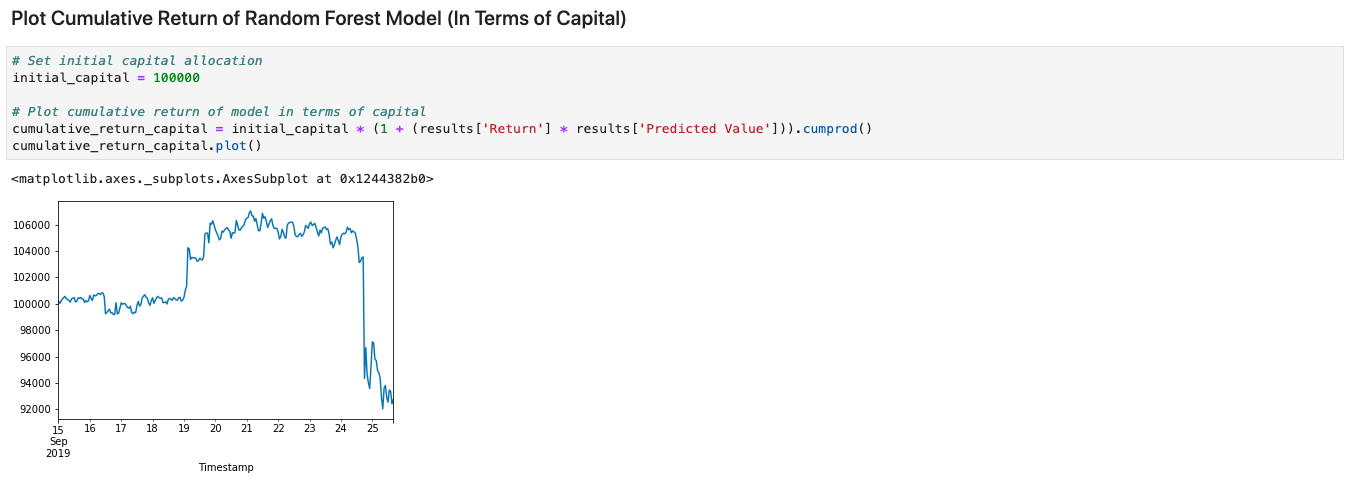 Plot Cumulative Return of Random Forest Model (In Terms of Capital)
# Set initial capital allocation
initial_capital = 100000
# Plot cumulative return of model in terms of capital
cumulative_return_capital = initial_capital * (1 + (results['Return'] * results['Predicted Value'])).cumprod()
cumulative_return_capital.plot()
<matplotlib.axes._subplots.AxesSubplot at 0x1244382b0>
106000
104000
102000
100000
98000
96000
94000
92000
15 16 17 18 19 20 21 22 23 24 25
Sep
2019
Timestamp